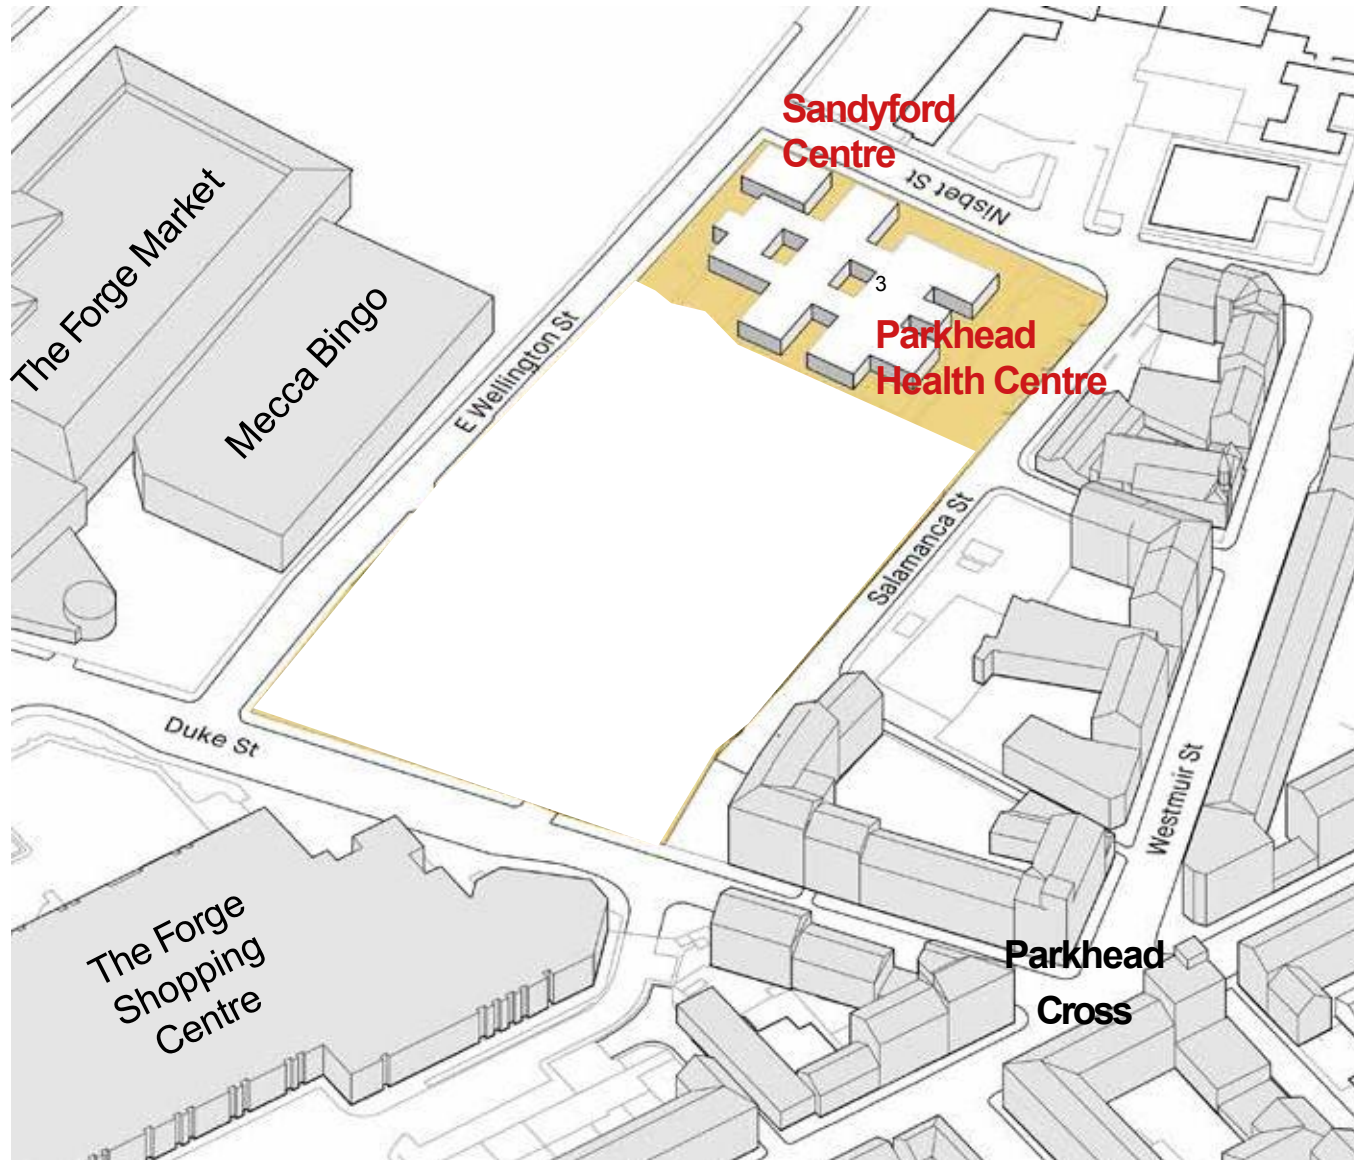 Sandyford
Centre
Nisbet St
The Forge Market
Mecca Bingo
E Wellington St
3
Parkhead
Health Centre
Salamanca St
Duke St
Westmuir St
The Forge
Shopping
Centre
Parkhead
Cross